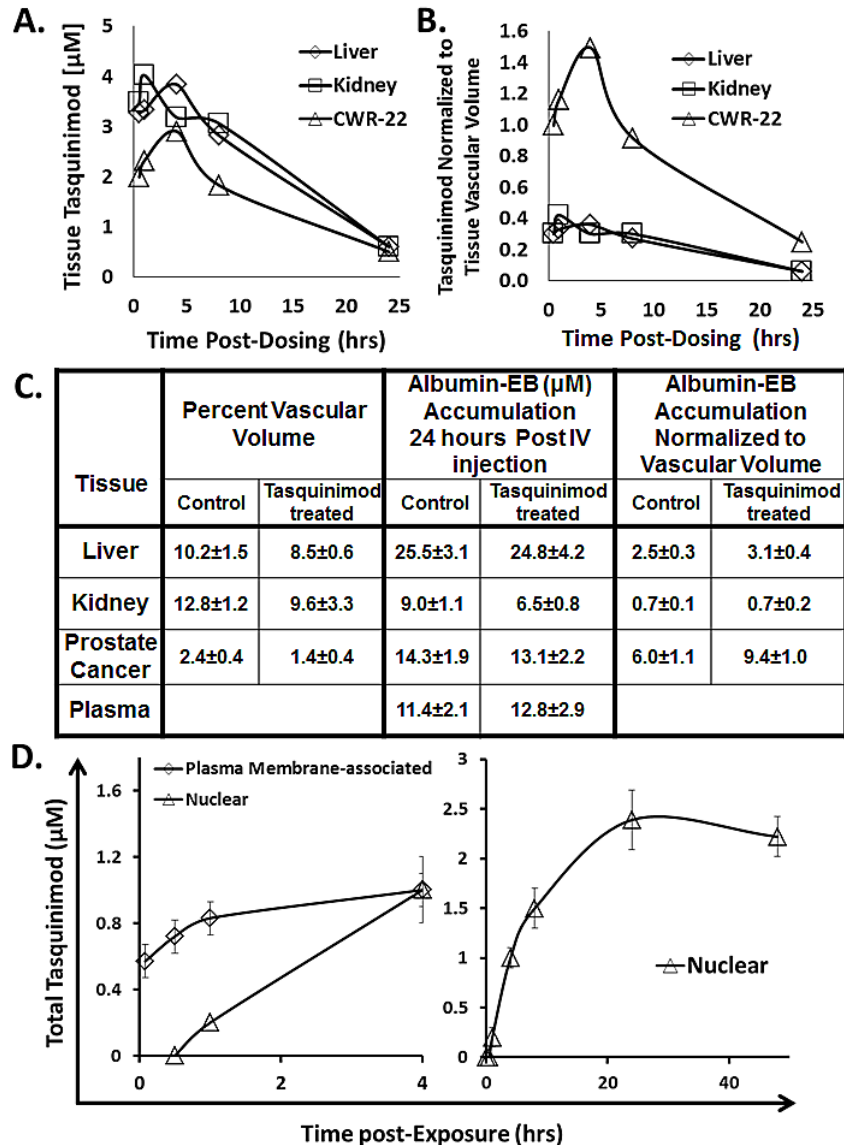 A.
Tissue Tasquinimod [µM]
5
4
3
2
1
0
Liver
Kidney
CWR-22
0 5 10 15 20 25
Time Post-Dosing (hrs)
B.
Tasquinimod Normalized to
Tissue Vascular Volume
1.6
1.4
1.2
1.0
0.8
0.6
0.4
0.2
0.0
Liver
Kidney
CWR-22
0 5 10 15 20 25
Time Post-Dosing (hrs)
C.
Tissue
Percent Vascular
Volume
Albumin-EB (µM)
Accumulation
24 hours Post IV
injection
Albumin-EB
Accumulation
Normalized to
Vascular Volume
Control Tasquinimod treated Control Tasquinimod treated Control Tasquinimod treated
Liver 10.2±1.5 8.5±0.6 25.5±3.1 24.8±4.2 2.5±0.3 3.1±0.4
Kidney 12.8±1.2 9.6±3.3 9.0±1.1 6.5±0.8 0.7±0.1 0.7±0.2
Prostate Cancer 2.4±0.4 1.4±0.4 14.3±1.9 13.1±2.2 6.0±1.1 9.4±1.0
Plasma 11.4±2.1 12.8±2.9
D.
Total Tasquinimod (µM)
Plasma Membrane-associated
Nuclear
1.6
1.2
0.8
0.4
0
0 2 4
3
2.5
2
1.5
1
0.5
0
Nuclear
0 20 40
Time post-Exposure (hrs)